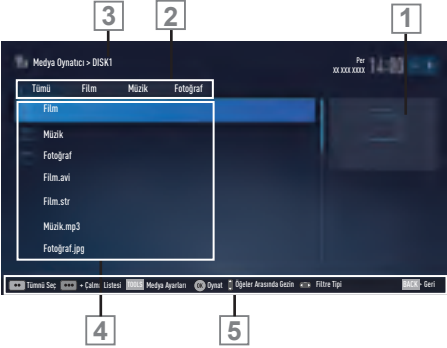 3 2 1
Medya Oynatıcı > DISK1
Per
XX XXX XXXX 14:03
Tümü Film Müzik Fotoğraf
Film
Müzik
Fotoğraf
Film.avi
Film.str
Müzik.mp3
Fotoğraf.jpg
Tümnü Seç + Çalma Listesi TOOLS Medya Ayarları OK Oynat Öğeler Arasında Gezin Filtre Tipi BACK - Geri
4 5